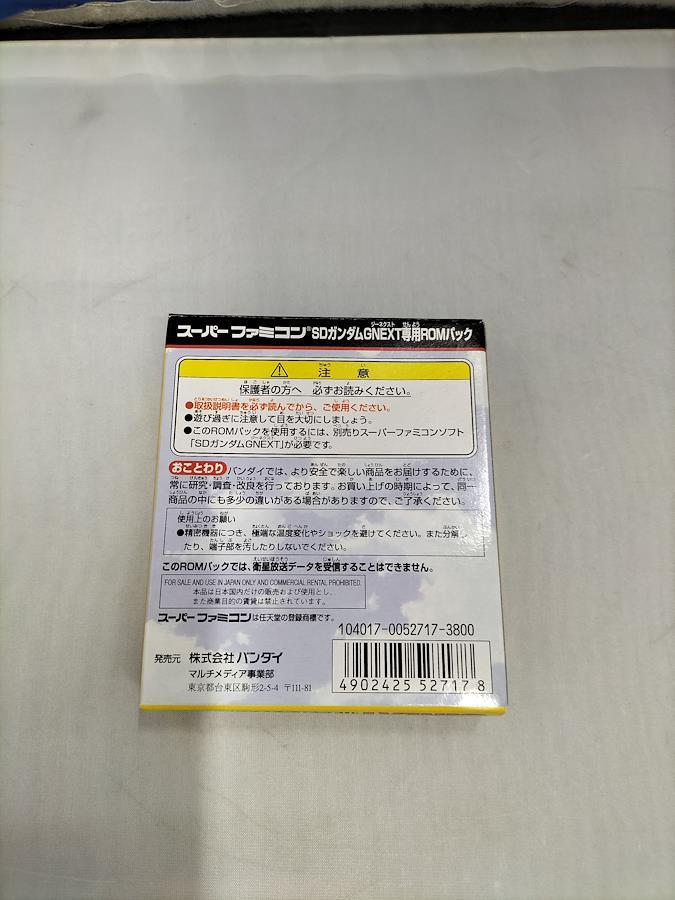 スーパーファミコン®SDガンダムGNEXT専用ROMパック
⚠ 注意
保護者の方へ 必ずお読みください。
●取扱説明書を必ず読んでから、ご使用ください。
●遊び過ぎに注意して目を大切にしましょう。
●このROMパックを使用するには、別売りスーパーファミコンソフト
「SDガンダムGNEXT」が必要です。
おことわり バンダイでは、より安全で楽しい商品をお届けするために、
常に研究・調査・改良を行っております。お買い上げの時期によって、同一
商品の中にも多少の違いがある場合がありますので、ご了承ください。
使用上のお願い
●精密機器につき、極端な温度変化やショックを避けてください。また分解し
たり、端子部を汚したりしないでください。
このROMパックでは、衛星放送データを受信することはできません。
FOR SALE AND USE IN JAPAN ONLY AND COMMERCIAL RENTAL PROHIBITED.
本品は日本国内だけの販売および使用とし、
また商業目的の賃貸は禁止されています。
スーパーファミコンは任天堂の登録商標です。
104017-0052717-3800
発売元 株式会社 バンダイ
マルチメディア事業部
東京都台東区駒形2-5-4 〒111-81
4902425 527178